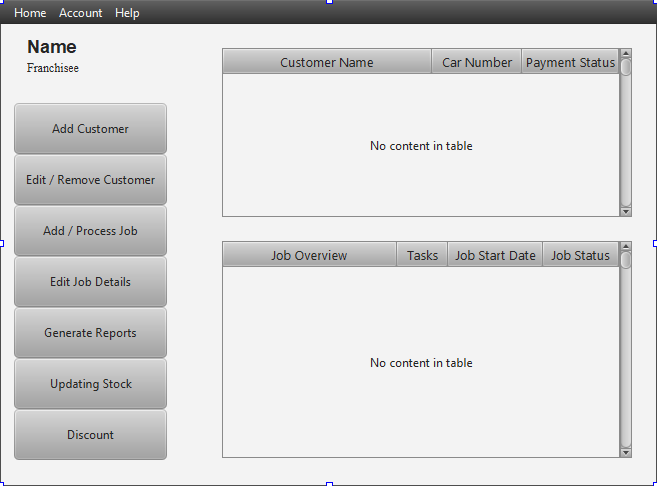 Home Account Help
Name
Franchisee
Add Customer
Edit / Remove Customer
Add / Process Job
Edit Job Details
Generate Reports
Updating Stock
Discount
Customer Name Car Number Payment Status
No content in table
Job Overview Tasks Job Start Date Job Status
No content in table